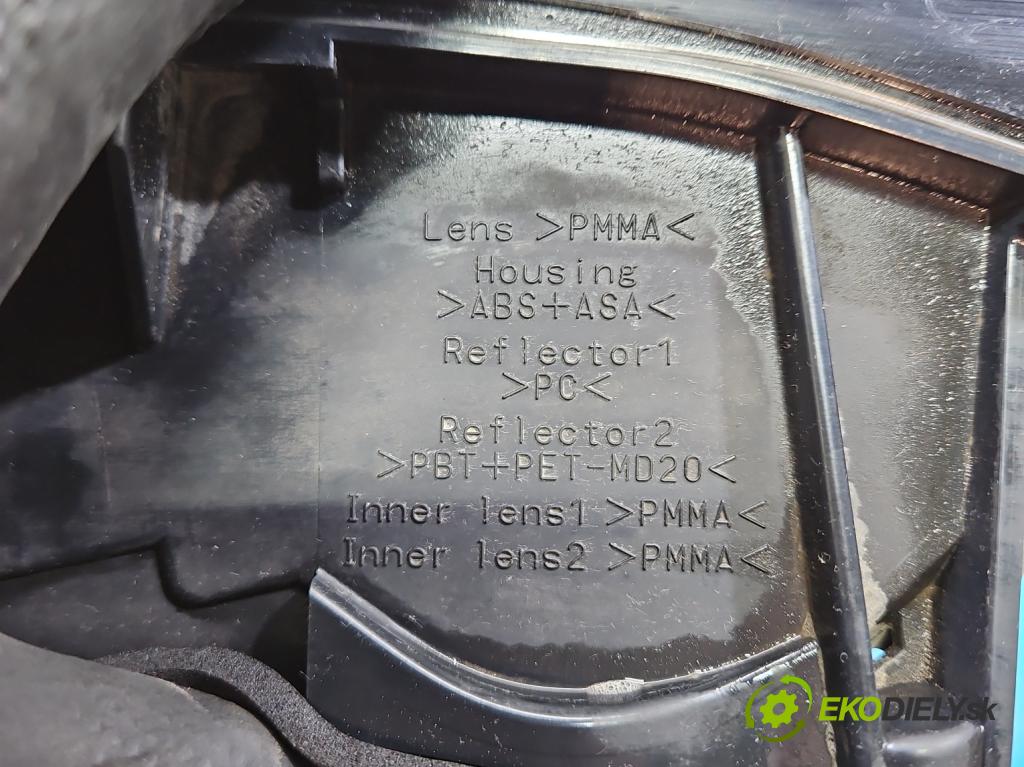 Lens >PMMA<
Housing
>ABS+ASA<
Reflector1
>PC<
Reflector2
>PBT+PET-MD20<
Inner lens1 >PMMA<
Inner lens2 >PMMA<
EKODIELY.sk